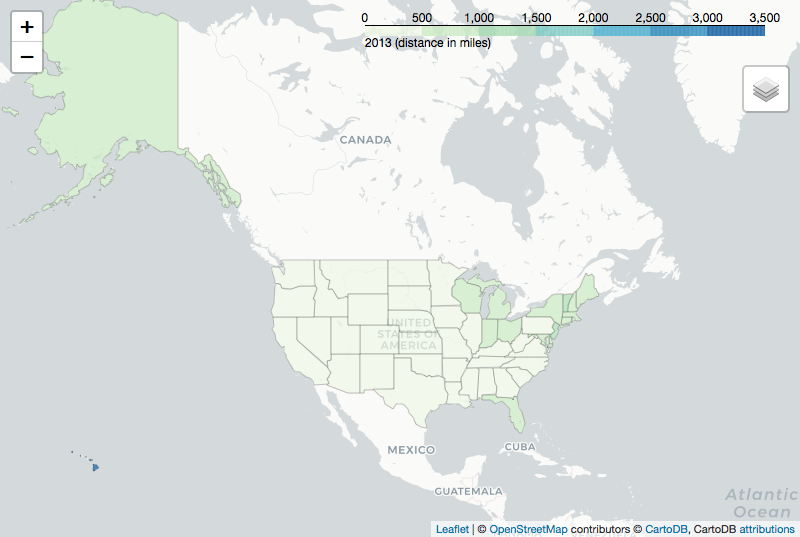 +
−
0 500 1,000 1,500 2,000 2,500 3,000 3,500
2013 (distance in miles)
CANADA
UNITED
STATES OF
AMERICA
MEXICO
CUBA
GUATEMALA
Atlantic
Ocean
Leaflet | © OpenStreetMap contributors © CartoDB, CartoDB attributions